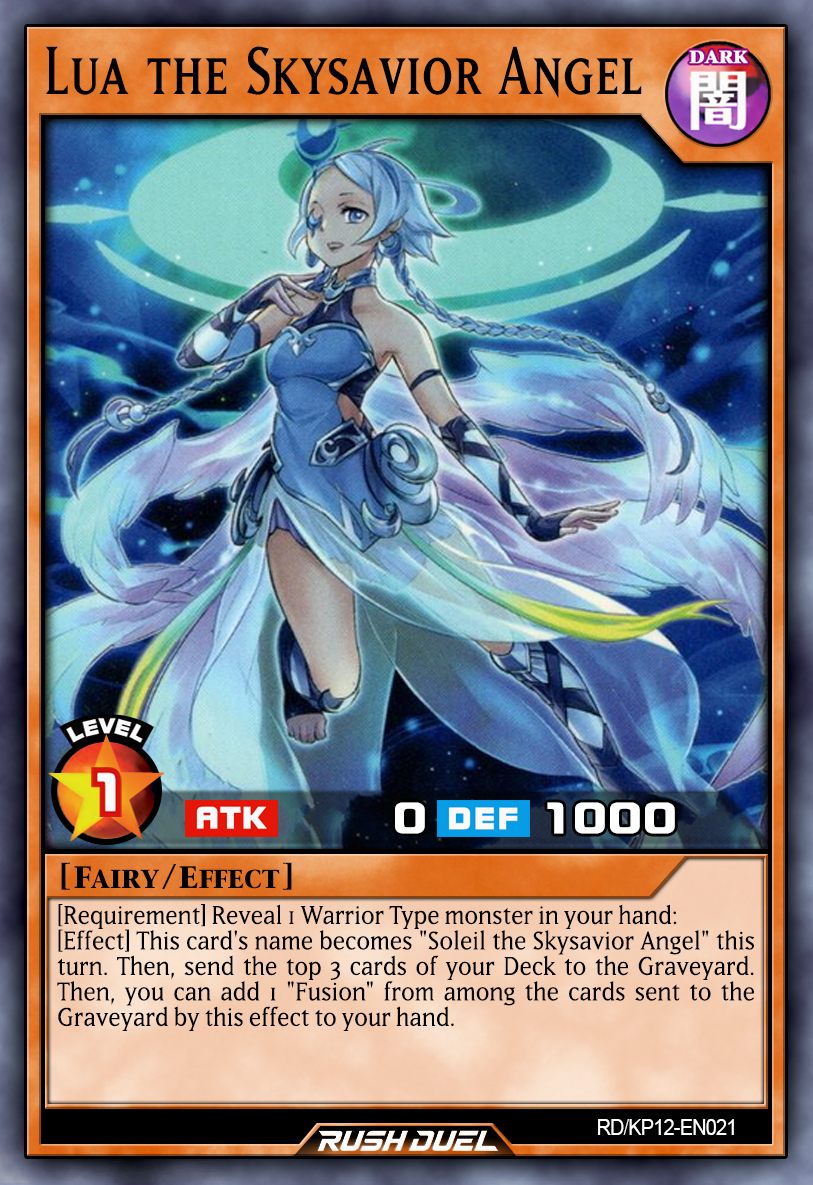 Lua the Skysavior Angel
DARK
闇
LEVEL
1
ATK 0 DEF 1000
[Fairy/Effect]
[Requirement] Reveal 1 Warrior Type monster in your hand:
[Effect] This card's name becomes "Soleil the Skysavior Angel" this
turn. Then, send the top 3 cards of your Deck to the Graveyard.
Then, you can add 1 "Fusion" from among the cards sent to the
Graveyard by this effect to your hand.
RUSH DUEL
RD/KP12-EN021